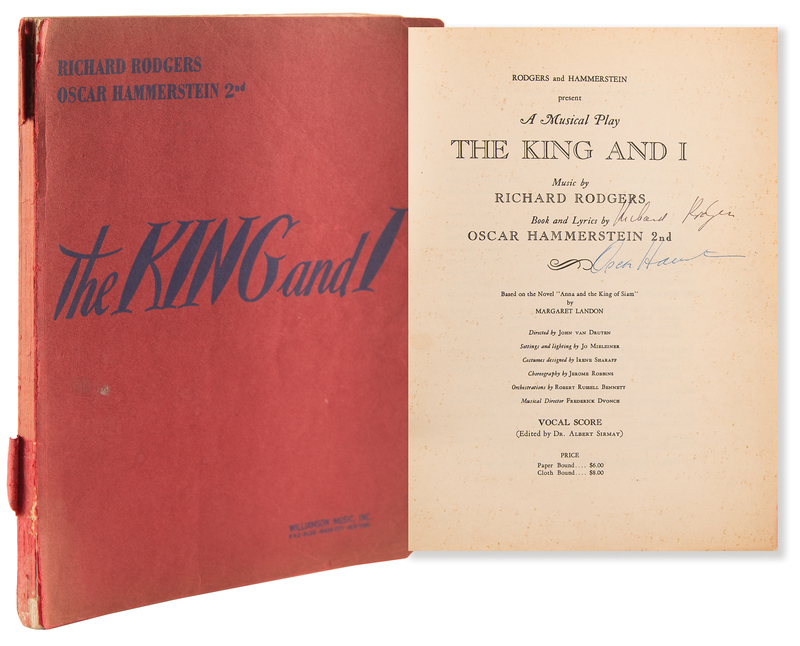 RICHARD RODGERS
OSCAR HAMMERSTEIN 2nd
The KING and I
WILLIAMSON MUSIC, INC.
RODGERS and HAMMERSTEIN
present
A Musical Play
THE KING AND I
Music by
RICHARD RODGERS
Book and Lyrics by Richard Rodgers
OSCAR HAMMERSTEIN 2nd
Oscar Hammerstein
Based on the Novel "Anna and the King of Siam"
by
MARGARET LANDON
Directed by JOHN VAN DRUTEN
Settings and lighting by JO MIELZINER
Costumes designed by IRENE SHARAFF
Choreography by JEROME ROBBINS
Orchestrations by ROBERT RUSSELL BENNETT
Musical Director FREDERICK DVONCH
VOCAL SCORE
(Edited by DR. ALBERT SIRMAY)
PRICE
Paper Bound.... $6.00
Cloth Bound.... $8.00